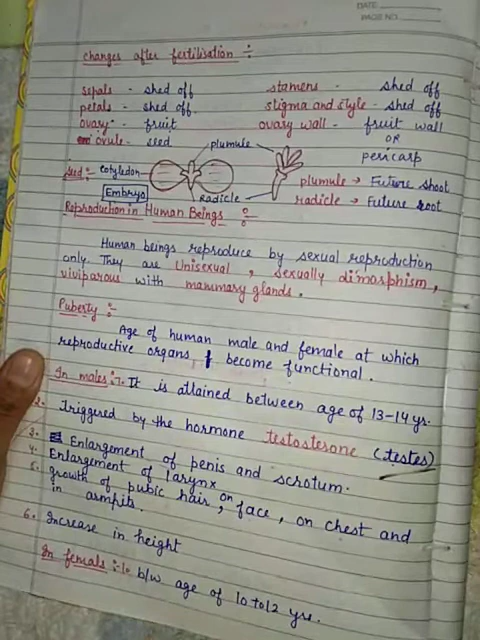 DATE
PAGE NO.
Changes after fertilisation :-
sepals - shed off
stamens - shed off
petals - shed off.
stigma and style - shed off
ovary - fruit
ovary wall - fruit wall
OR
pericarp
ovule - seed
plumule
Seed:- cotyledon
Embryo
Radicle
plumule → Future shoot
radicle → Future root
Reproduction in Human Beings :-
Human beings reproduce by sexual reproduction
only. They are Unisexual, sexually dimorphism,
viviparous with mammary glands.
Puberty :-
Age of human male and female at which
reproductive organs become functional.
In males :- 1. It is attained between age of 13-14 yr.
2. Triggered by the hormone testosterone (testes)
3. Enlargement of penis and scrotum.
4. Enlargement of larynx
5. growth of pubic hair, on face, on chest and
in armpits.
6. Increase in height
In females :- 1. b/w age of 10 to 12 yrs.